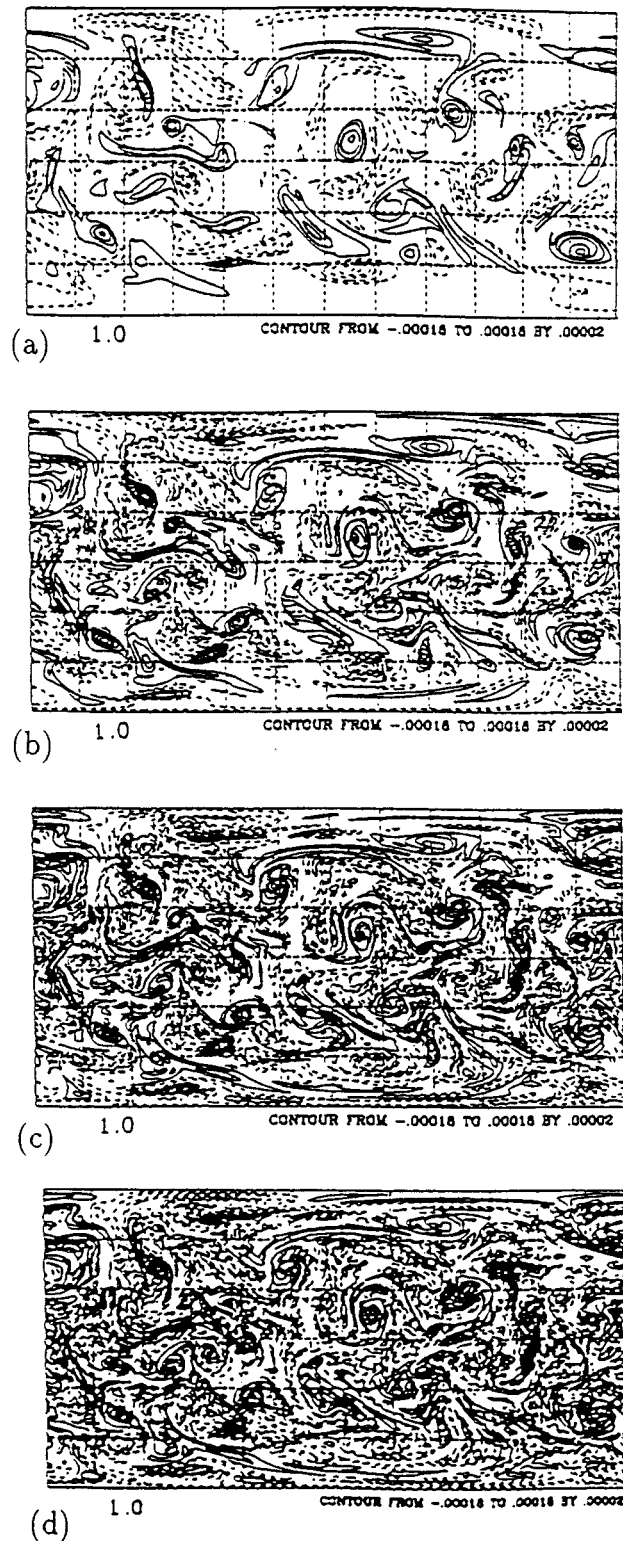 (a)
1.0
CONTOUR FROM -.00018 TO .00018 BY .00002
(b)
1.0
CONTOUR FROM -.00018 TO .00018 BY .00002
(c)
1.0
CONTOUR FROM -.00018 TO .00018 BY .00002
(d)
1.0
CONTOUR FROM -.00018 TO .00018 BY .00002